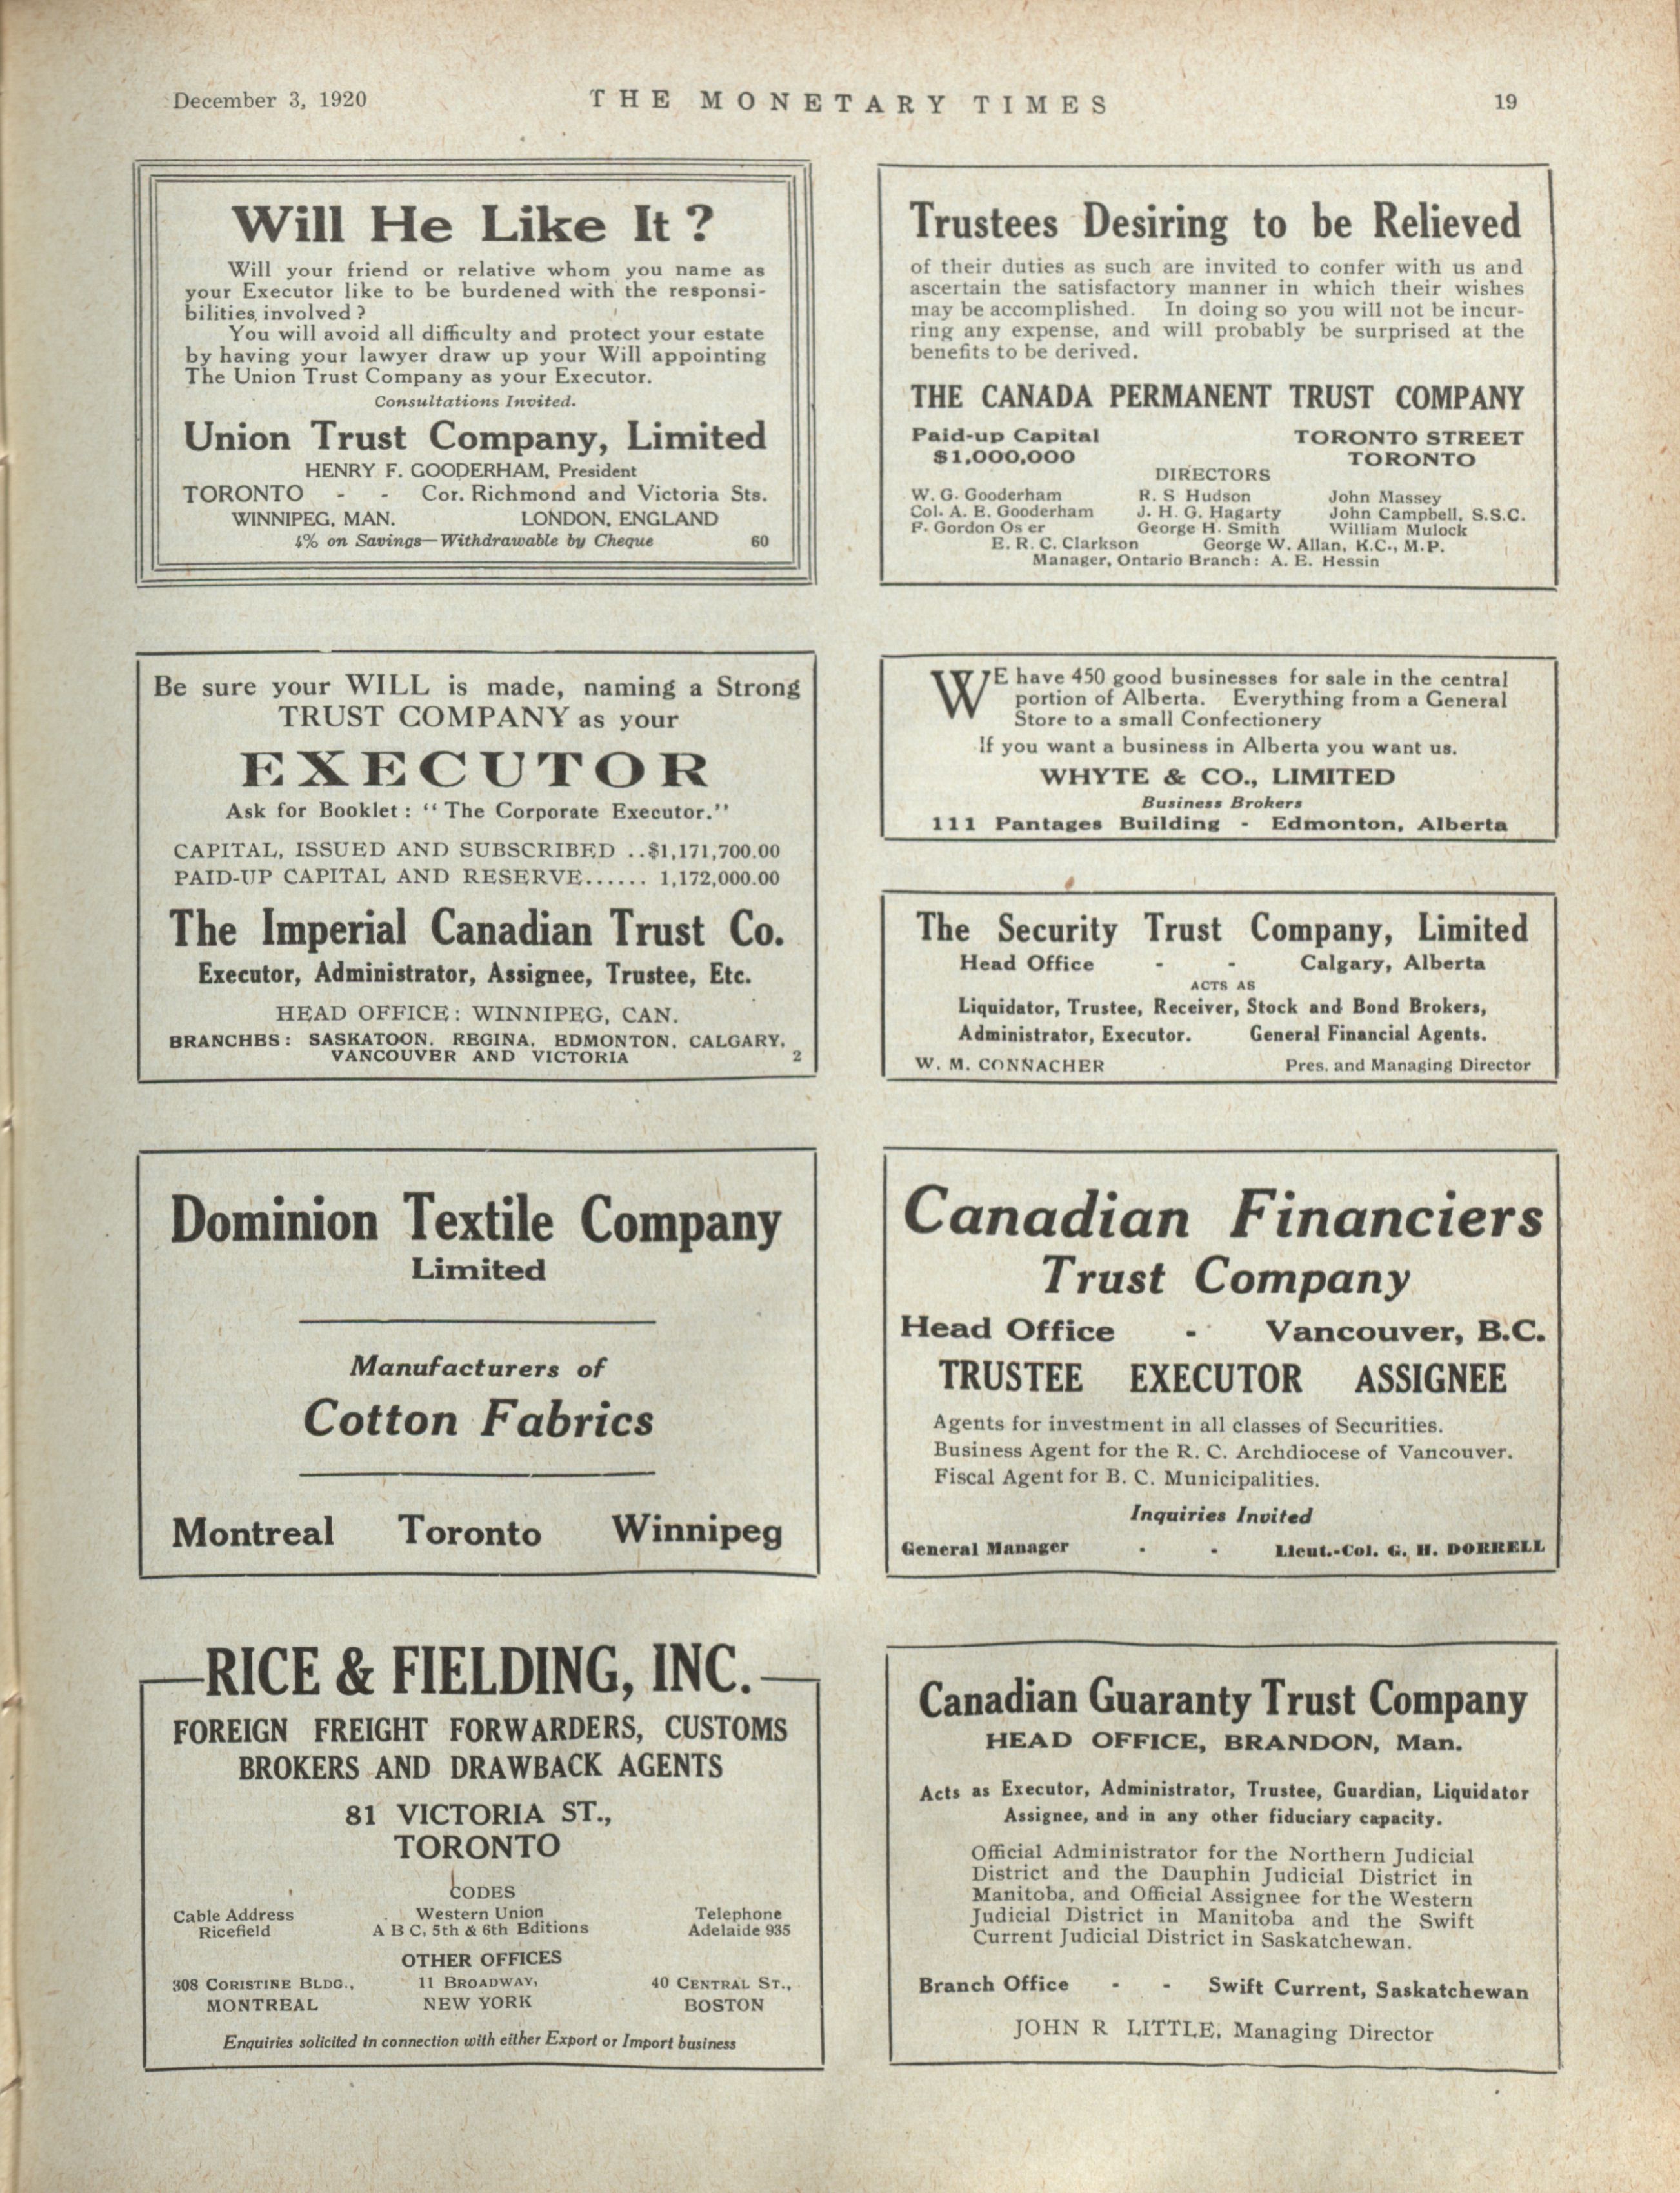 December 3, 1920
THE MONETARY TIMES
19
Will He Like It ?
Will your friend or relative whom you name as
your Executor like to be burdened with the responsi-
bilities, involved ?
You will avoid all difficulty and protect your estate
by having your lawyer draw up your Will appointing
The Union Trust Company as your Executor.
Consultations Invited.
Union Trust Company, Limited
HENRY F. GOODERHAM, President
TORONTO - - Cor. Richmond and Victoria Sts.
WINNIPEG, MAN. LONDON, ENGLAND
4% on Savings—Withdrawable by Cheque 60
Be sure your WILL is made, naming a Strong
TRUST COMPANY as your
EXECUTOR
Ask for Booklet : “ The Corporate Executor.”
CAPITAL, ISSUED AND SUBSCRIBED ..$1,171,700.00
PAID-UP CAPITAL AND RESERVE...... 1,172,000.00
The Imperial Canadian Trust Co.
Executor, Administrator, Assignee, Trustee, Etc.
HEAD OFFICE: WINNIPEG, CAN.
BRANCHES: SASKATOON, REGINA, EDMONTON, CALGARY,
VANCOUVER AND VICTORIA 2
Dominion Textile Company
Limited
Manufacturers of
Cotton Fabrics
Montreal Toronto Winnipeg
RICE & FIELDING, INC.
FOREIGN FREIGHT FORWARDERS, CUSTOMS
BROKERS AND DRAWBACK AGENTS
81 VICTORIA ST.,
TORONTO
CODES
Cable Address Western Union Telephone
Ricefield A B C, 5th & 6th Editions Adelaide 935
OTHER OFFICES
308 CORISTINE BLDG., 11 BROADWAY, 40 CENTRAL ST.,
MONTREAL NEW YORK BOSTON
Enquiries solicited in connection with either Export or Import business
Trustees Desiring to be Relieved
of their duties as such are invited to confer with us and
ascertain the satisfactory manner in which their wishes
may be accomplished. In doing so you will not be incur-
ring any expense, and will probably be surprised at the
benefits to be derived.
THE CANADA PERMANENT TRUST COMPANY
Paid-up Capital TORONTO STREET
$1,000,000 TORONTO
DIRECTORS
W. G. Gooderham R. S Hudson John Massey
Col. A. E. Gooderham J. H. G. Hagarty John Campbell, S.S.C.
F. Gordon Os er George H. Smith William Mulock
E. R. C. Clarkson George W. Allan, K.C., M.P.
Manager, Ontario Branch: A. E. Hessin
WE have 450 good businesses for sale in the central
portion of Alberta. Everything from a General
Store to a small Confectionery
If you want a business in Alberta you want us.
WHYTE & CO., LIMITED
Business Brokers
111 Pantages Building - Edmonton, Alberta
The Security Trust Company, Limited
Head Office - - Calgary, Alberta
ACTS AS
Liquidator, Trustee, Receiver, Stock and Bond Brokers,
Administrator, Executor. General Financial Agents.
W. M. CONNACHER Pres. and Managing Director
Canadian Financiers
Trust Company
Head Office - Vancouver, B.C.
TRUSTEE EXECUTOR ASSIGNEE
Agents for investment in all classes of Securities.
Business Agent for the R. C. Archdiocese of Vancouver.
Fiscal Agent for B. C. Municipalities.
Inquiries Invited
General Manager - - Lieut.-Col. G. H. DORRELL
Canadian Guaranty Trust Company
HEAD OFFICE, BRANDON, Man.
Acts as Executor, Administrator, Trustee, Guardian, Liquidator
Assignee, and in any other fiduciary capacity.
Official Administrator for the Northern Judicial
District and the Dauphin Judicial District in
Manitoba, and Official Assignee for the Western
Judicial District in Manitoba and the Swift
Current Judicial District in Saskatchewan.
Branch Office - - Swift Current, Saskatchewan
JOHN R LITTLE, Managing Director